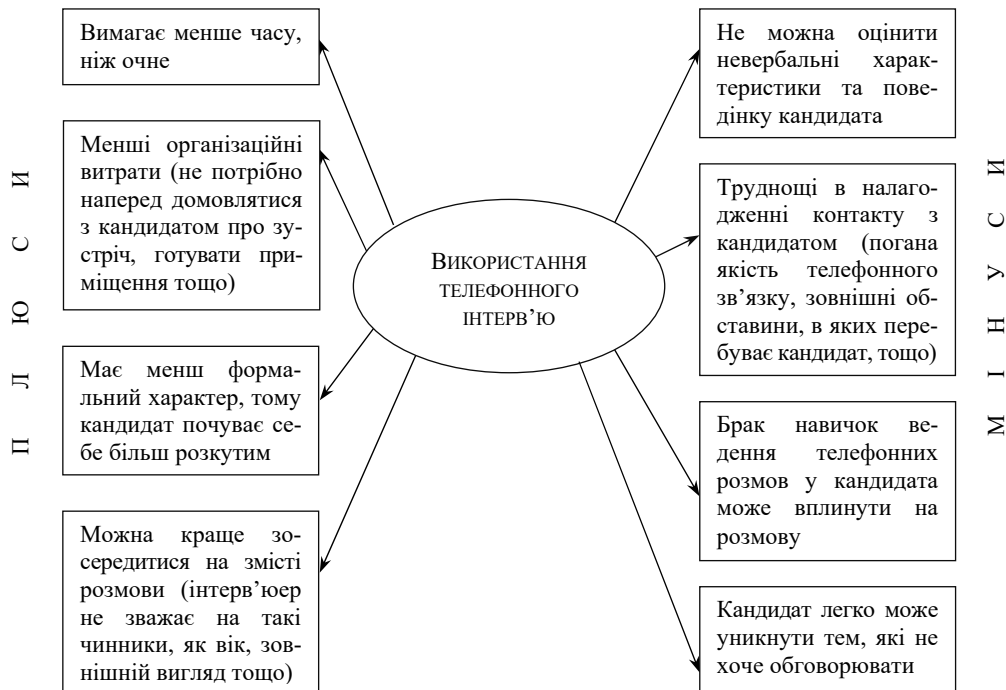 П Л Ю С И
Вимагає менше часу,
ніж очне
Менші організаційні
витрати (не потрібно
наперед домовлятися
з кандидатом про зу-
стріч, готувати при-
міщення тощо)
Має менш форма-
льний характер, тому
кандидат почуває се-
бе більш розкутим
Можна краще зо-
середитися на змісті
розмови (інтерв’юер
не зважає на такі
чинники, як вік, зов-
нішній вигляд тощо)
ВИКОРИСТАННЯ
ТЕЛЕФОННОГО
ІНТЕРВ’Ю
Не можна оцінити
невербальні харак-
теристики та пове-
дінку кандидата
Труднощі в налаго-
дженні контакту з
кандидатом (погана
якість телефонного
зв’язку, зовнішні об-
ставини, в яких пере-
буває кандидат, тощо)
Брак навичок ве-
дення телефонних
розмов у кандидата
може вплинути на
розмову
Кандидат легко може
уникнути тем, які не
хоче обговорювати
М І Н У С И